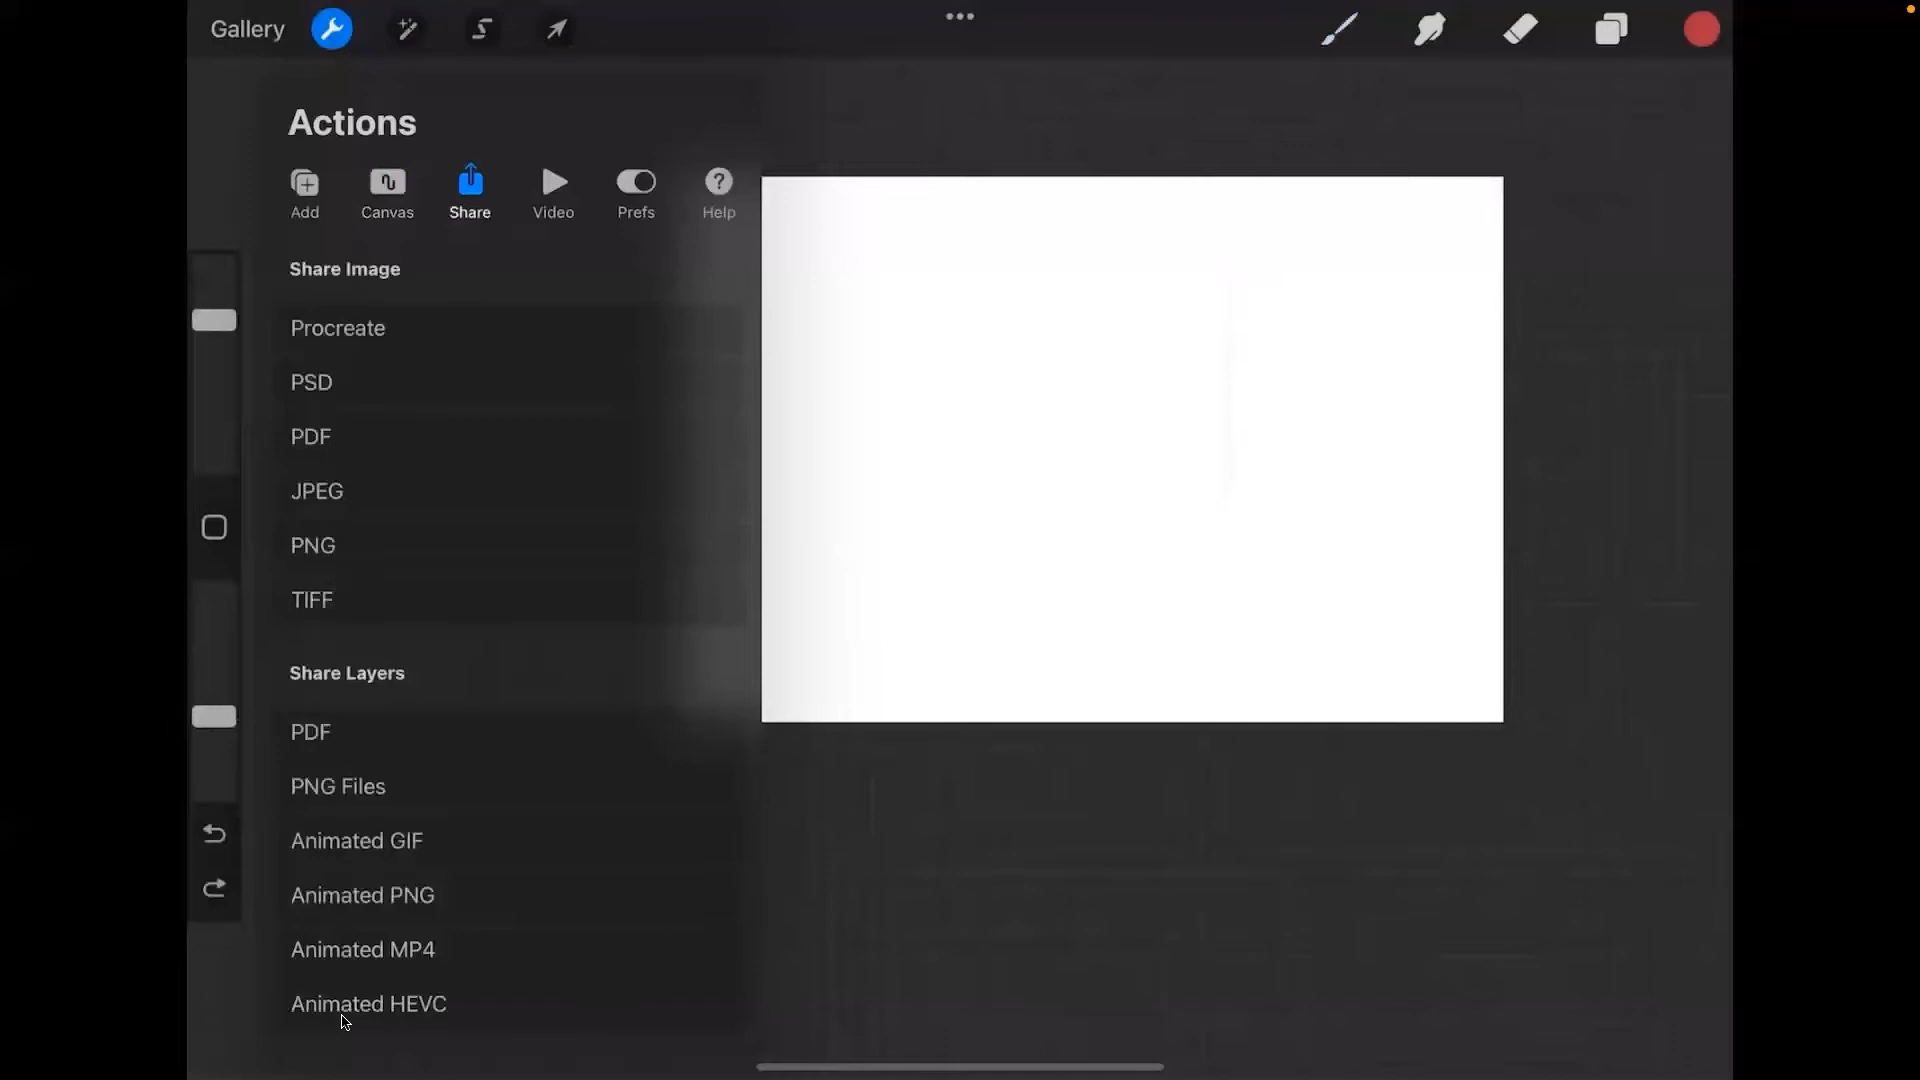 Gallery
Actions
Add Canvas Share Video Prefs Help
Share Image
Procreate
PSD
PDF
JPEG
PNG
TIFF
Share Layers
PDF
PNG Files
Animated GIF
Animated PNG
Animated MP4
Animated HEVC